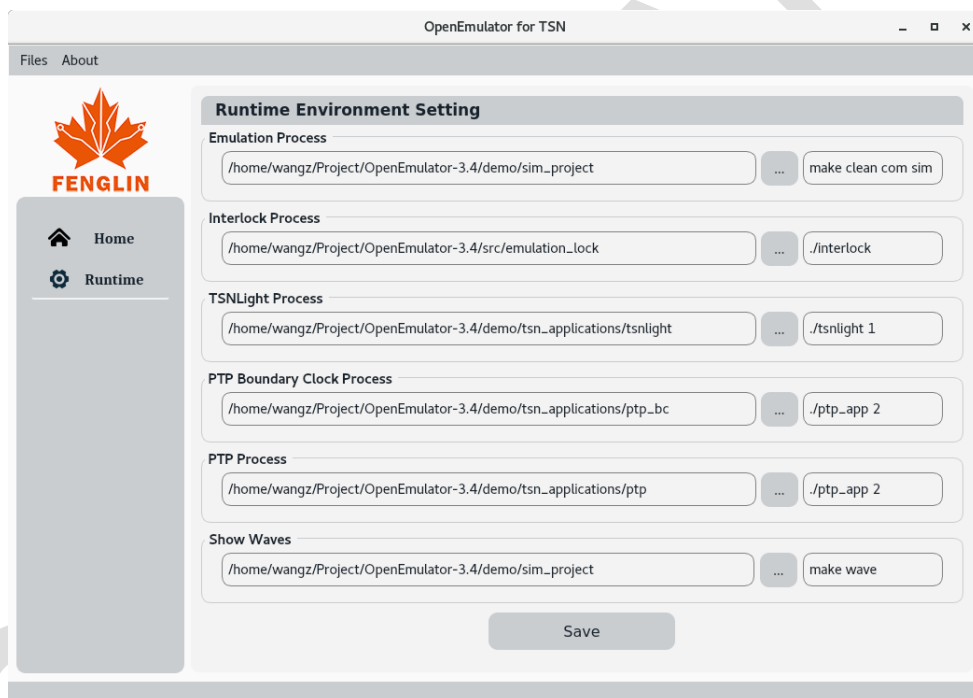 OpenEmulator for TSN
Files About
FENGLIN
Home
Runtime
Runtime Environment Setting
Emulation Process
/home/wangz/Project/OpenEmulator-3.4/demo/sim_project ... make clean com sim
Interlock Process
/home/wangz/Project/OpenEmulator-3.4/src/emulation_lock ... ./interlock
TSNLight Process
/home/wangz/Project/OpenEmulator-3.4/demo/tsn_applications/tsnlight ... ./tsnlight 1
PTP Boundary Clock Process
/home/wangz/Project/OpenEmulator-3.4/demo/tsn_applications/ptp_bc ... ./ptp_app 2
PTP Process
/home/wangz/Project/OpenEmulator-3.4/demo/tsn_applications/ptp ... ./ptp_app 2
Show Waves
/home/wangz/Project/OpenEmulator-3.4/demo/sim_project ... make wave
Save